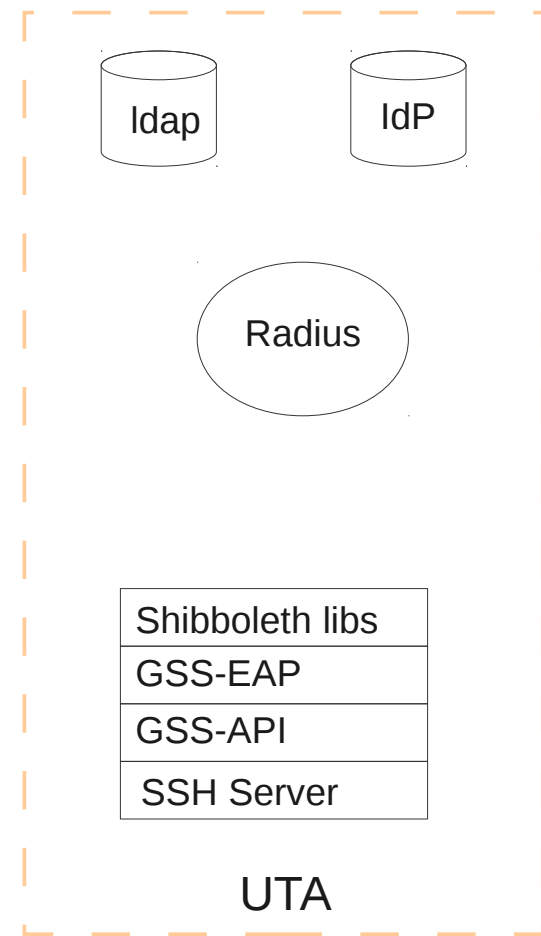 ldap
IdP
Radius
Shibboleth libs
GSS-EAP
GSS-API
SSH Server
UTA